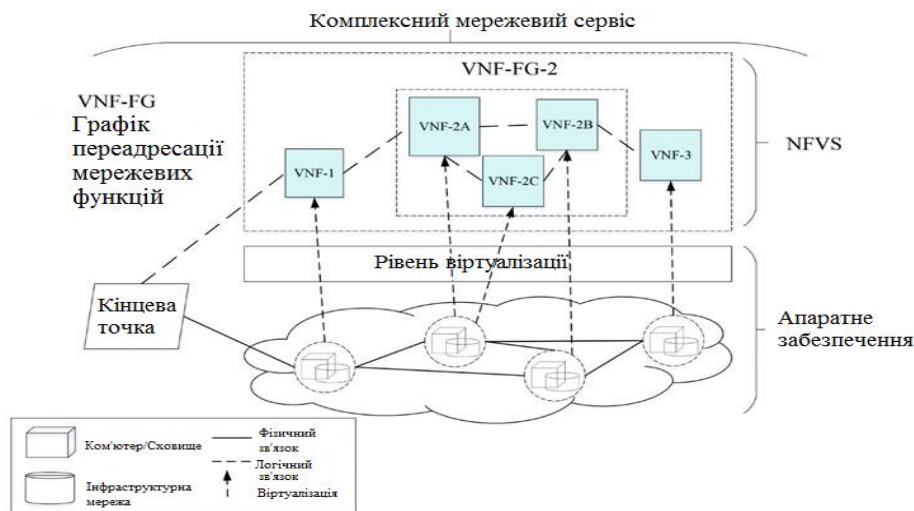 Комплексний мережевий сервіс
VNF-FG-2
VNF-FG
Графік
переадресації
мережевих
функцій
VNF-1
VNF-2A
VNF-2B
VNF-2C
VNF-3
NFVS
Рівень віртуалізації
Кінцева
точка
Апаратне
забезпечення
Ком'ютер/Сховище
Інфраструктурна
мережа
Фізичний
зв'язок
Логічний
зв'язок
Віртуалізація